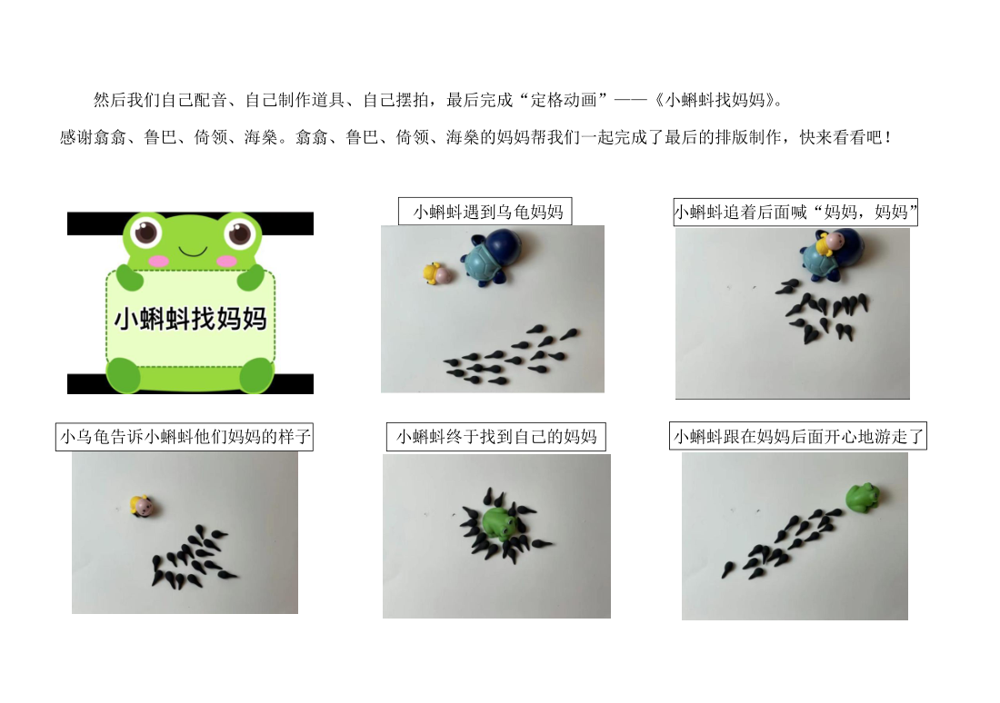 然后我们自己配音、自己制作道具、自己摆拍，最后完成“定格动画”——《小蝌蚪找妈妈》。
感谢翕翕、鲁巴、倚领、海燊。翕翕、鲁巴、倚领、海燊的妈妈帮我们一起完成了最后的排版制作，快来看看吧！
小蝌蚪找妈妈
小蝌蚪遇到乌龟妈妈
小蝌蚪追着后面喊“妈妈，妈妈”
小乌龟告诉小蝌蚪他们妈妈的样子
小蝌蚪终于找到自己的妈妈
小蝌蚪跟在妈妈后面开心地游走了